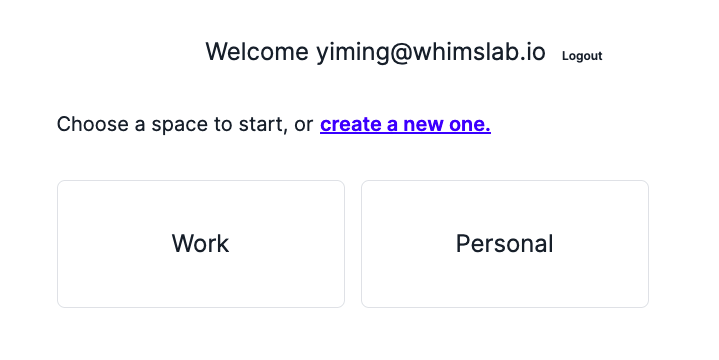 Welcome yiming@whimslab.io Logout
Choose a space to start, or create a new one.
Work
Personal